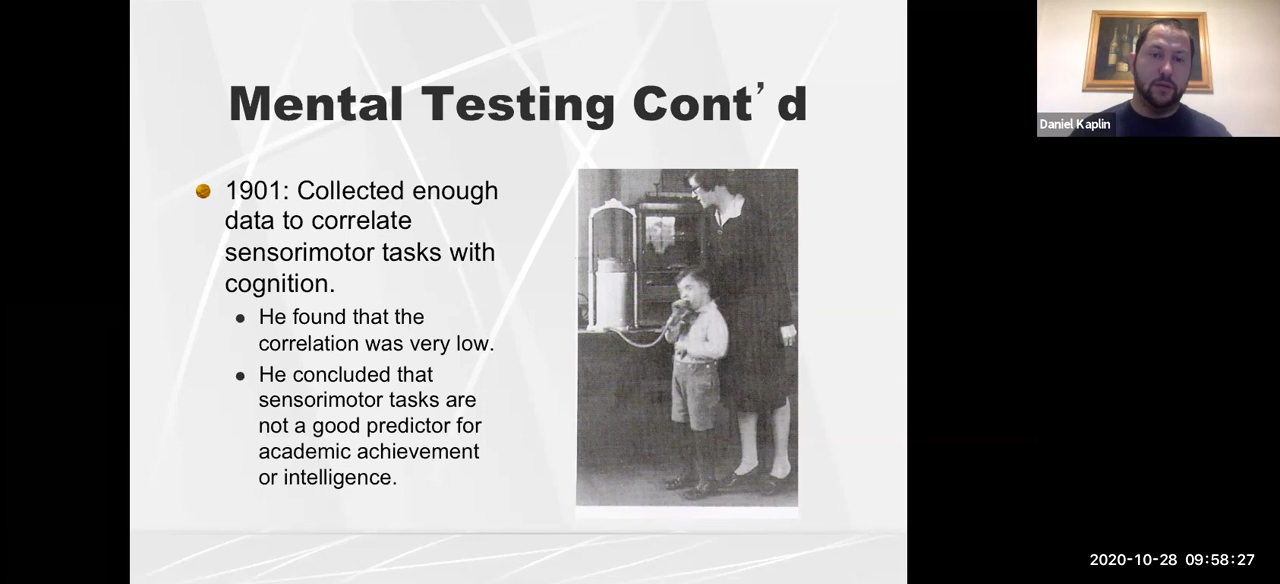 Mental Testing Cont’d
1901: Collected enough
data to correlate
sensorimotor tasks with
cognition.
He found that the
correlation was very low.
He concluded that
sensorimotor tasks are
not a good predictor for
academic achievement
or intelligence.
Daniel Kaplin
2020-10-28 09:58:27